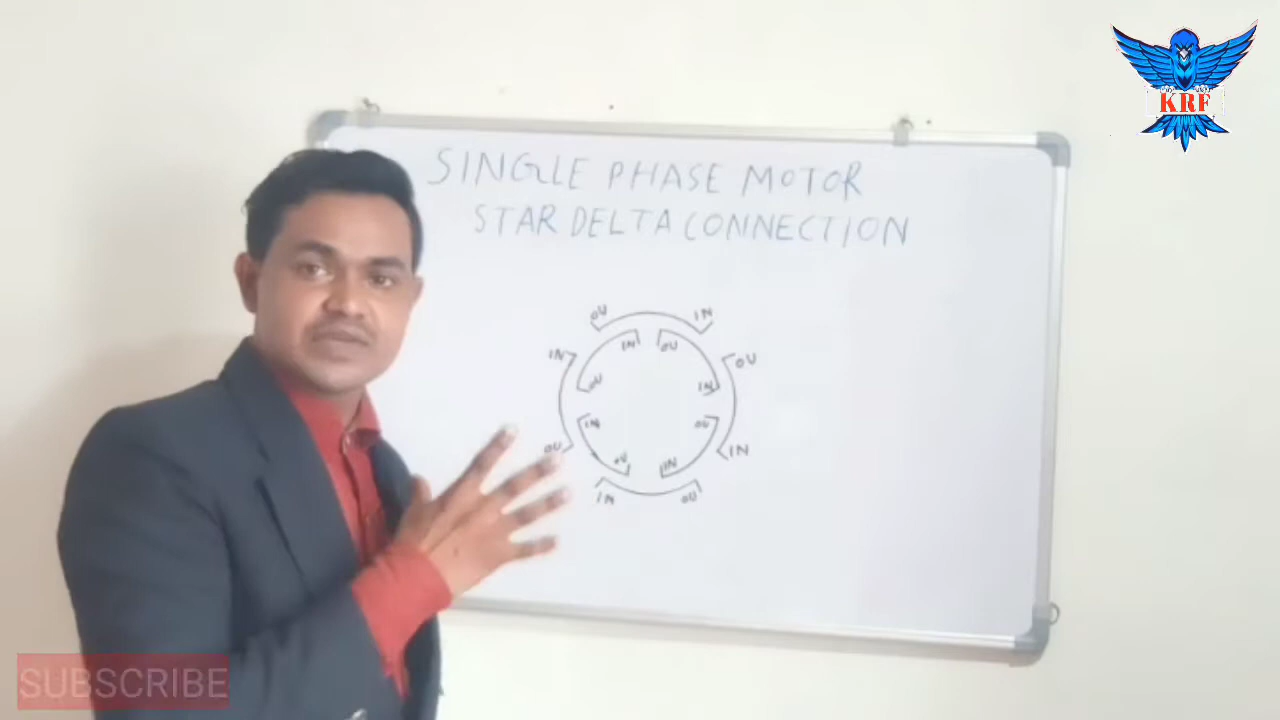 KRF
SINGLE PHASE MOTOR
STAR DELTA CONNECTION
OU IN
IN OU
IN OU
OU IN
IN OU
OU IN
OU IN
IN OU
SUBSCRIBE